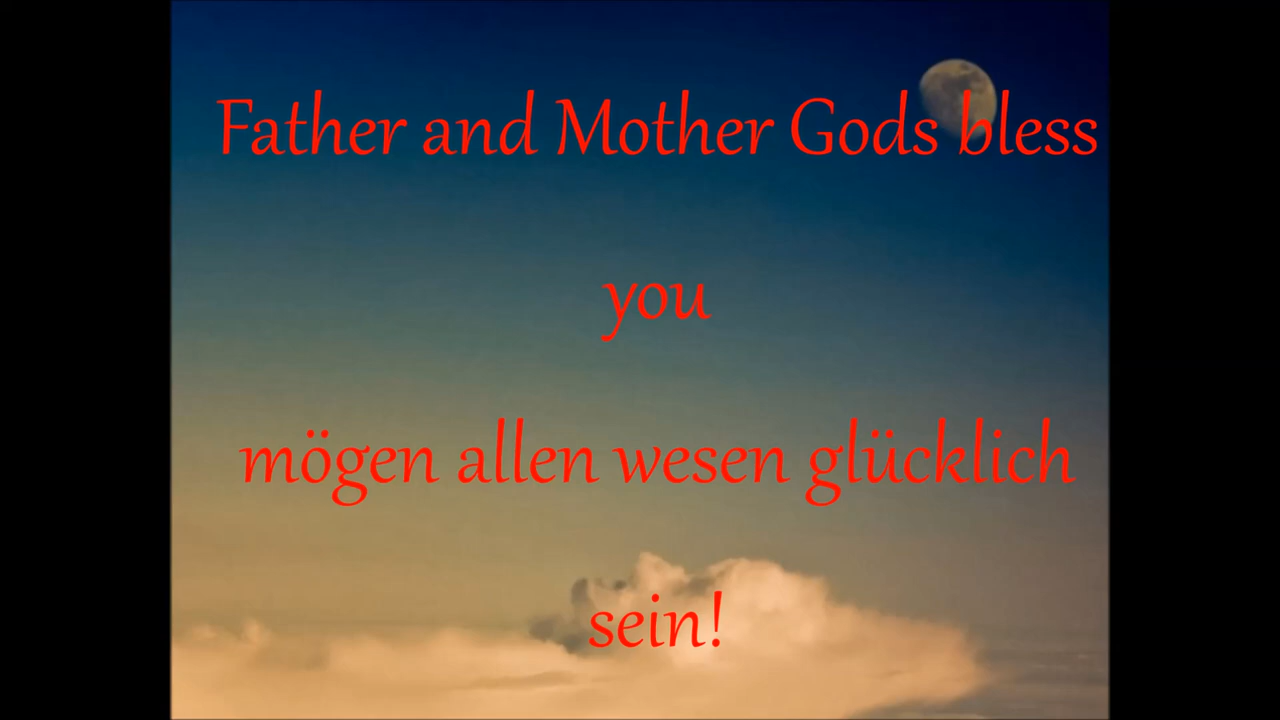 Father and Mother Gods bless
you
mögen allen wesen glücklich
sein!